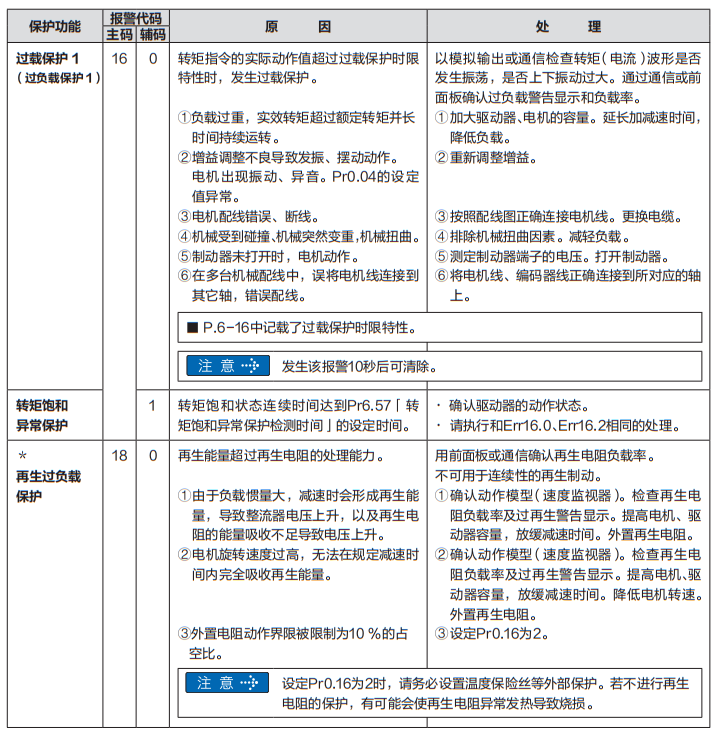 保护功能 报警代码 原 因 处 理
主码 辅码
过载保护 1 16 0 转矩指令的实际动作值超过过载保护时限 以模拟输出或通信检查转矩(电流)波形是否
(过负载保护 1) 特性时，发生过载保护。 发生振荡，是否上下振动过大。通过通信或前
面板确认过负载警告显示和负载率。
①负载过重，实效转矩超过额定转矩并长 ①加大驱动器、电机的容量。延长加减速时间，
时间持续运转。 降低负载。
②增益调整不良导致发振、摆动动作。 ②重新调整增益。
电机出现振动、异音。Pr0.04的设定
值异常。
③电机配线错误、断线。 ③按照配线图正确连接电机线。更换电缆。
④机械受到碰撞、机械突然变重，机械扭曲。 ④排除机械扭曲因素。减轻负载。
⑤制动器未打开时，电机动作。 ⑤测定制动器端子的电压。打开制动器。
⑥在多台机械配线中，误将电机线连接到 ⑥将电机线、编码器线正确连接到所对应的轴
其它轴，错误配线。 上。
■ P.6-16中记载了过载保护时限特性。
注 意 发生该报警10秒后可清除。
转矩饱和 1 转矩饱和状态连续时间达到Pr6.57「转 · 确认驱动器的动作状态。
异常保护 矩饱和异常保护检测时间」的设定时间。 · 请执行和Err16.0、Err16.2相同的处理。
* 18 0 再生能量超过再生电阻的处理能力。 用前面板或通信确认再生电阻负载率。
再生过负载 不可用于连续性的再生制动。
保护 ①由于负载惯量大，减速时会形成再生能 ①确认动作模型(速度监视器)。检查再生电
量，导致整流器电压上升，以及再生电 阻负载率及过再生警告显示。提高电机、驱
阻的能量吸收不足导致电压上升。 动器容量，放缓减速时间。外置再生电阻。
②电机旋转速度过高，无法在规定减速时 ②确认动作模型(速度监视器)。检查再生电
间内完全吸收再生能量。 阻负载率及过再生警告显示。提高电机、驱
动器容量，放缓减速时间。降低电机转速。
外置再生电阻。
③外置电阻动作界限被限制为10 %的占 ③设定Pr0.16为2。
空比。
注 意 设定Pr0.16为2时，请务必设置温度保险丝等外部保护。若不进行再生
电阻的保护，有可能会使再生电阻异常发热导致烧损。